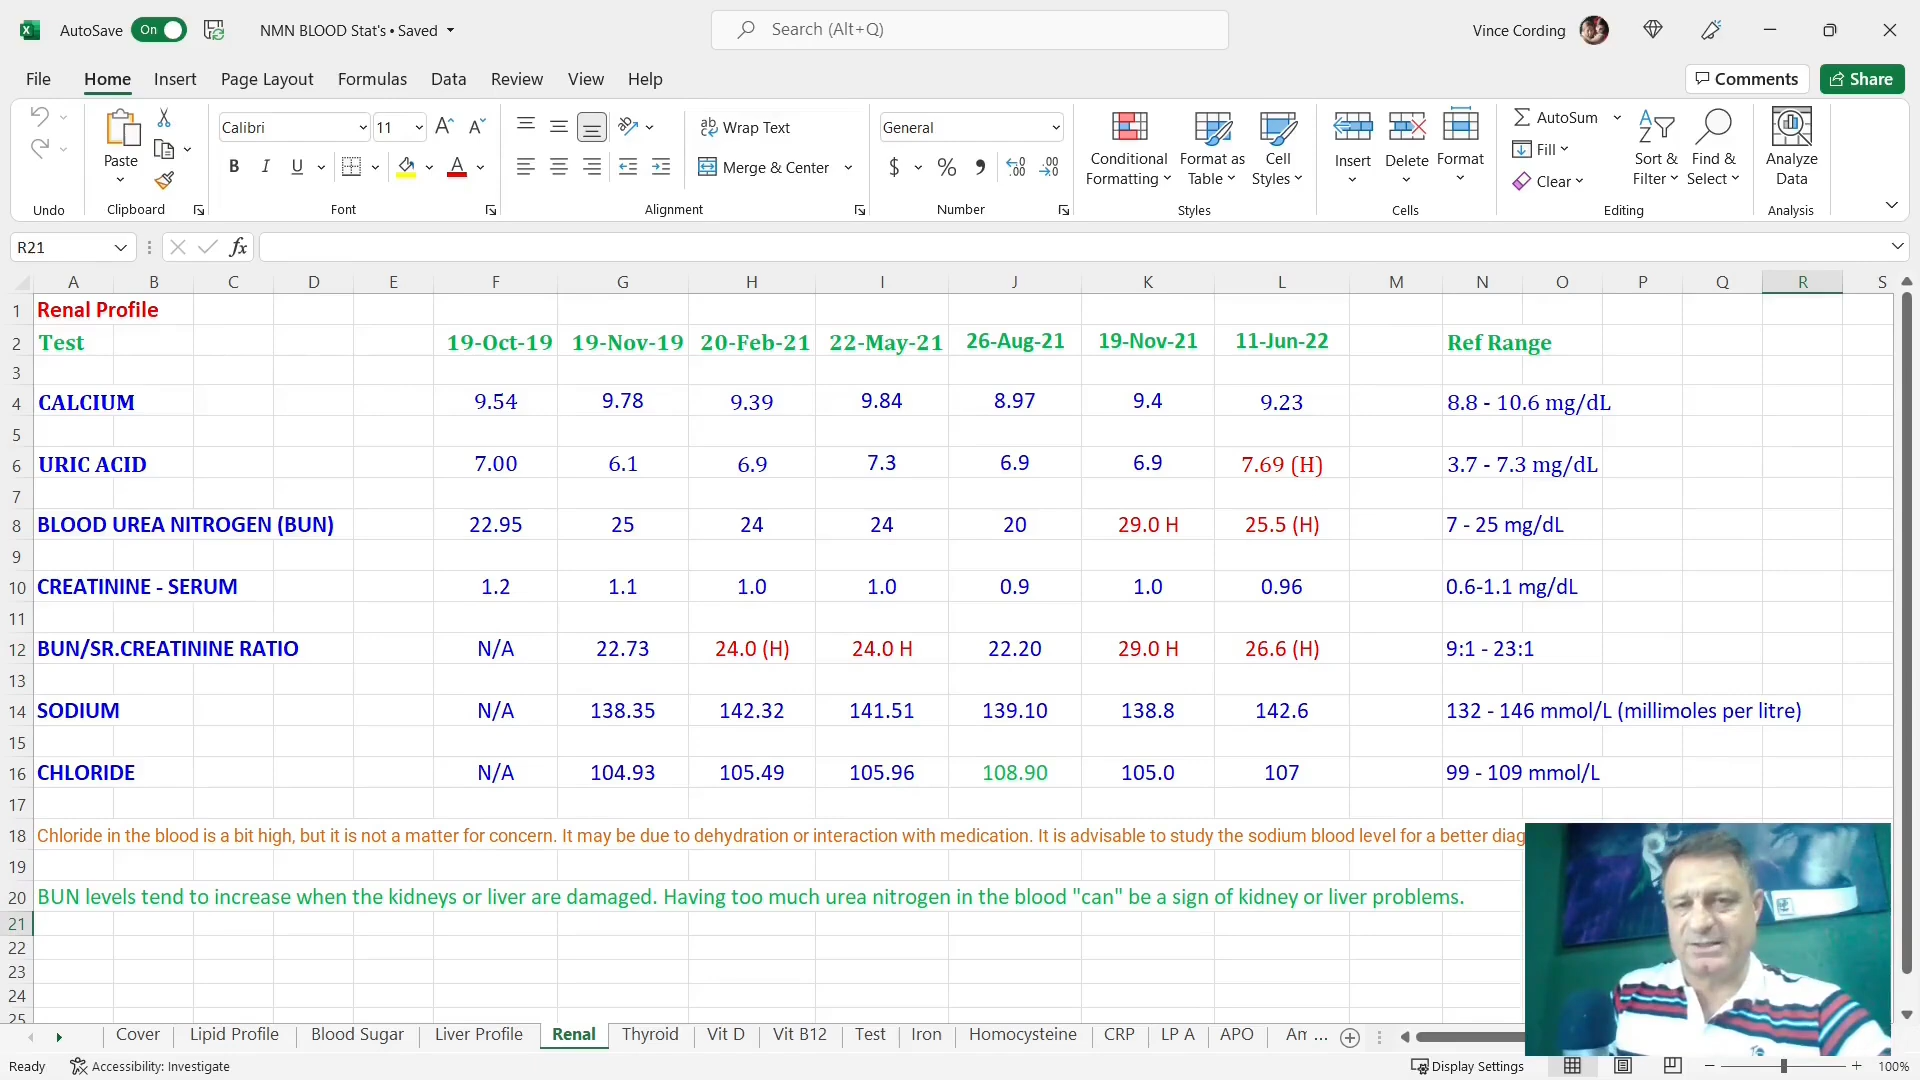 AutoSave On NMN BLOOD Stat's • Saved Search (Alt+Q) Vince Cording
File Home Insert Page Layout Formulas Data Review View Help Comments Share
Calibri 11 Wrap Text General AutoSum
Paste Merge & Center $ % Conditional Formatting Format as Table Cell Styles Insert Delete Format Fill Clear Sort & Filter Find & Select Analyze Data
Undo Clipboard Font Alignment Number Styles Cells Editing Analysis
R21 fx
A B C D E F G H I J K L M N O P Q R S
1 Renal Profile
2 Test 19-Oct-19 19-Nov-19 20-Feb-21 22-May-21 26-Aug-21 19-Nov-21 11-Jun-22 Ref Range
3
4 CALCIUM 9.54 9.78 9.39 9.84 8.97 9.4 9.23 8.8 - 10.6 mg/dL
5
6 URIC ACID 7.00 6.1 6.9 7.3 6.9 6.9 7.69 (H) 3.7 - 7.3 mg/dL
7
8 BLOOD UREA NITROGEN (BUN) 22.95 25 24 24 20 29.0 H 25.5 (H) 7 - 25 mg/dL
9
10 CREATININE - SERUM 1.2 1.1 1.0 1.0 0.9 1.0 0.96 0.6-1.1 mg/dL
11
12 BUN/SR.CREATININE RATIO N/A 22.73 24.0 (H) 24.0 H 22.20 29.0 H 26.6 (H) 9:1 - 23:1
13
14 SODIUM N/A 138.35 142.32 141.51 139.10 138.8 142.6 132 - 146 mmol/L (millimoles per litre)
15
16 CHLORIDE N/A 104.93 105.49 105.96 108.90 105.0 107 99 - 109 mmol/L
17
18 Chloride in the blood is a bit high, but it is not a matter for concern. It may be due to dehydration or interaction with medication. It is advisable to study the sodium blood level for a better diag
19
20 BUN levels tend to increase when the kidneys or liver are damaged. Having too much urea nitrogen in the blood "can" be a sign of kidney or liver problems.
21
22
23
24
25
Cover Lipid Profile Blood Sugar Liver Profile Renal Thyroid Vit D Vit B12 Test Iron Homocysteine CRP LP A APO Am ...
Ready Accessibility: Investigate Display Settings 100%